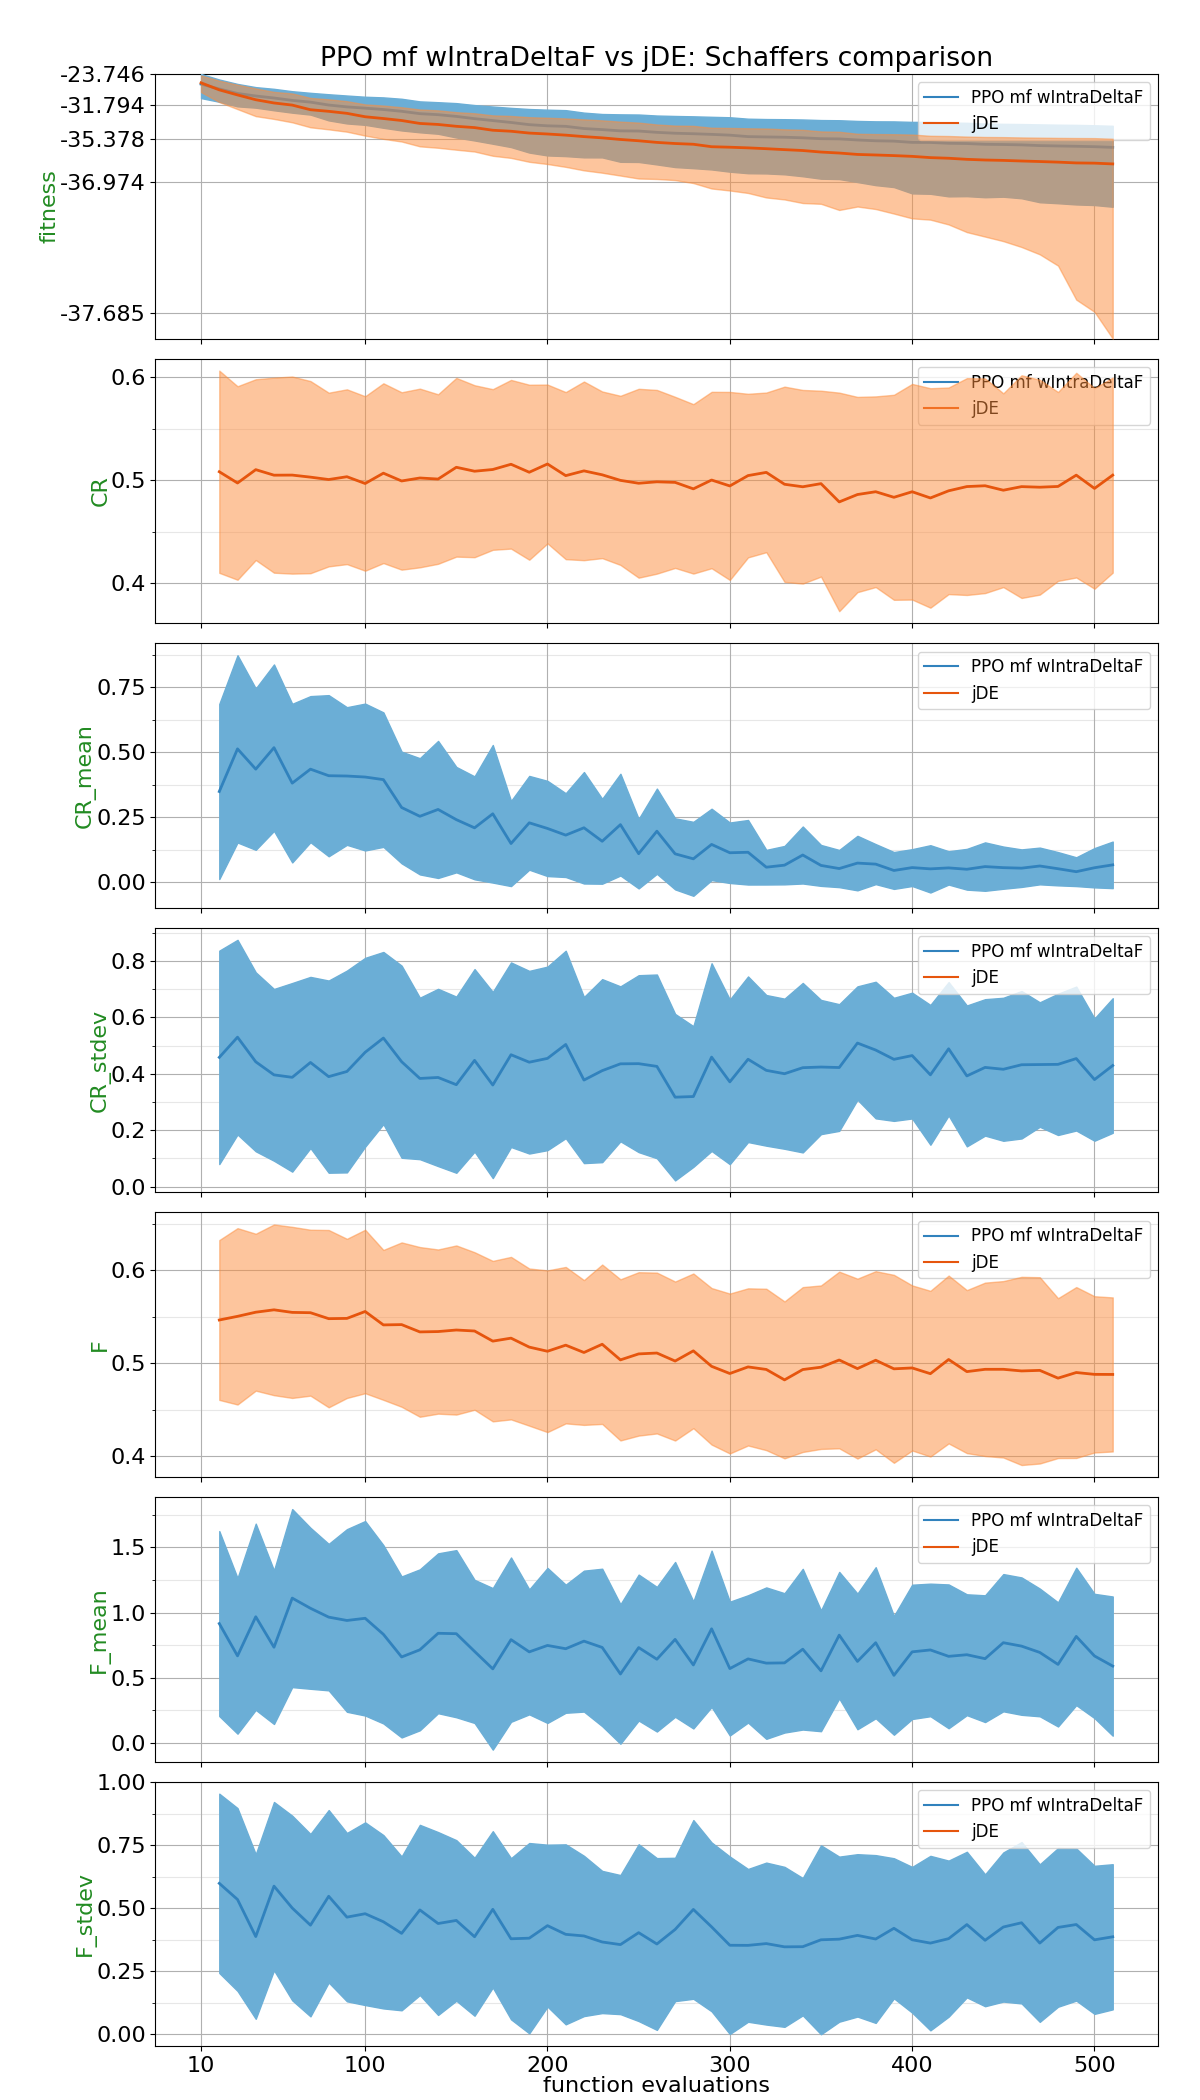 PPO mf wIntraDeltaF vs jDE: Schaffers comparison
-23.746
-31.794
-35.378
-36.974
-37.685
fitness
PPO mf wIntraDeltaF
jDE
0.6
0.5
0.4
CR
PPO mf wIntraDeltaF
jDE
0.75
0.50
0.25
0.00
CR_mean
PPO mf wIntraDeltaF
jDE
0.8
0.6
0.4
0.2
0.0
CR_stdev
PPO mf wIntraDeltaF
jDE
0.6
0.5
0.4
F
PPO mf wIntraDeltaF
jDE
1.5
1.0
0.5
0.0
F_mean
PPO mf wIntraDeltaF
jDE
1.00
0.75
0.50
0.25
0.00
F_stdev
PPO mf wIntraDeltaF
jDE
10 100 200 300 400 500
function evaluations